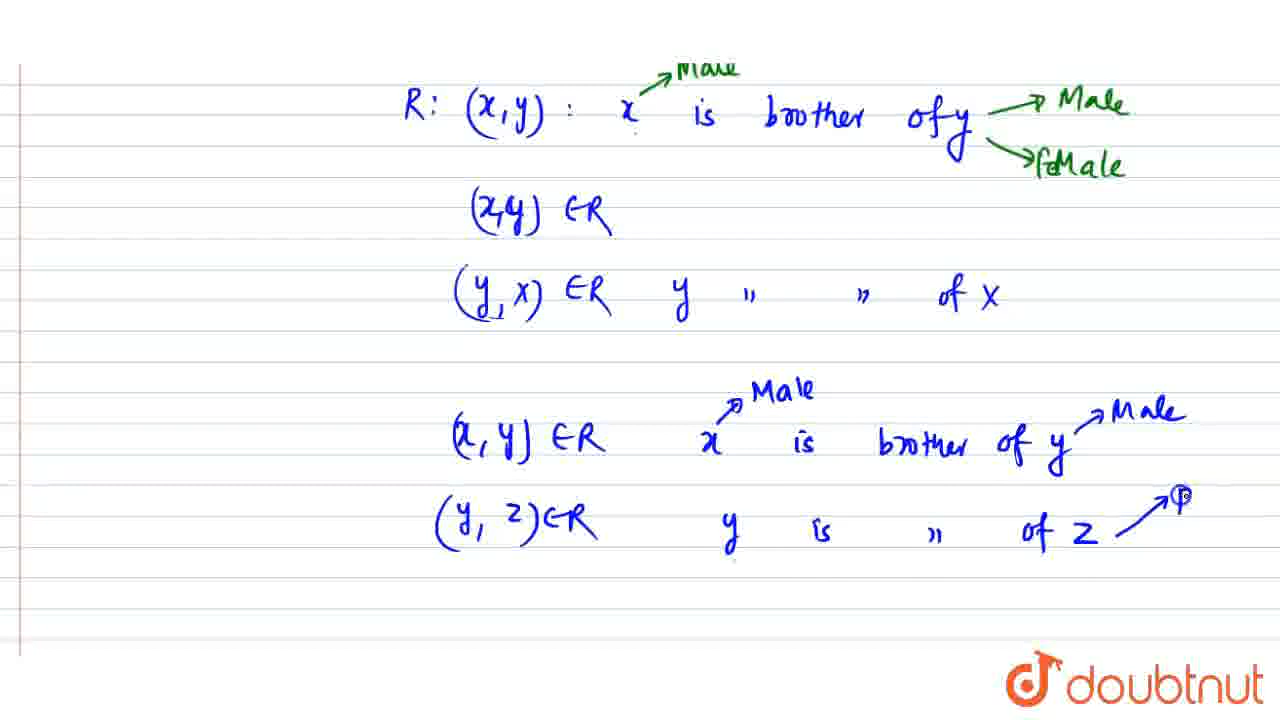 Male
R: (x, y) : x is brother of y Male
feMale
(x, y) ∈R
(y, x) ∈R y " " of x
Male
(x, y) ∈R x is brother of y Male
(y, z) ∈R y is " of z
doubtnut